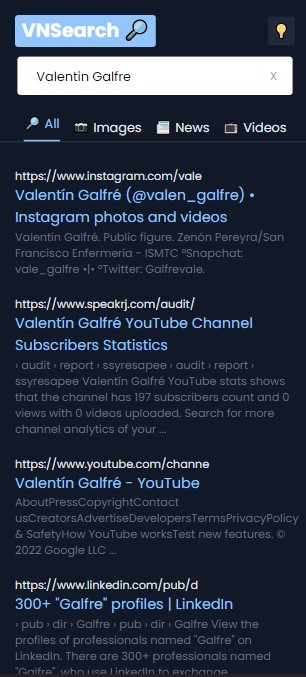 VNSearch 🔎
Valentin Galfre X
🔎 All 📷 Images 📰 News 📺 Videos
https://www.instagram.com/vale
Valentín Galfré (@valen_galfre) •
Instagram photos and videos
Valentín Galfré. Public figure. Zenón Pereyra/San
Francisco Enfermería - ISMTC °Snapchat:
vale_galfre •|• °Twitter: Galfrevale.
https://www.speakrj.com/audit/
Valentín Galfré YouTube Channel
Subscribers Statistics
› audit › report › ssyresapee › audit › report ›
ssyresapee Valentín Galfré YouTube stats shows
that the channel has 197 subscribers count and 0
views with 0 videos uploaded. Search for more
channel analytics of your ...
https://www.youtube.com/channe
Valentín Galfré - YouTube
AboutPressCopyrightContact
usCreatorsAdvertiseDevelopersTermsPrivacyPolicy
& SafetyHow YouTube worksTest new features. ©
2022 Google LLC ...
https://www.linkedin.com/pub/d
300+ "Galfre" profiles | LinkedIn
› pub › dir › Galfre › pub › dir › Galfre View the
profiles of professionals named "Galfre" on
LinkedIn. There are 300+ professionals named
"Galfre", who use LinkedIn to exchange